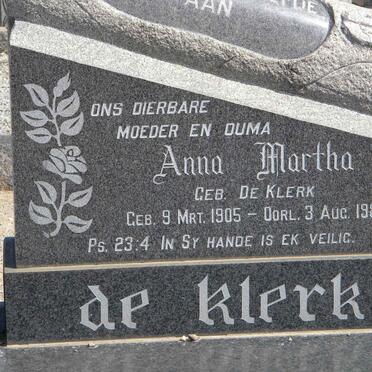 AAN
ONS DIERBARE
MOEDER EN OUMA
Anna Martha
GEB. DE KLERK
GEB. 9 MRT. 1905 – OORL. 3 AUG.
PS. 23:4 IN SY HANDE IS EK VEILIG.
de klerk